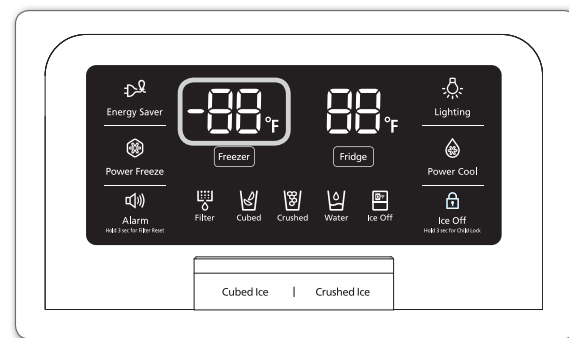 -88°F
88°F
Energy Saver
Freezer
Fridge
Lighting
Power Freeze
Power Cool
Filter
Cubed
Crushed
Water
Ice Off
Alarm
Hold 3 sec for Filter Reset
Ice Off
Hold 3 sec for Child Lock
Cubed Ice | Crushed Ice